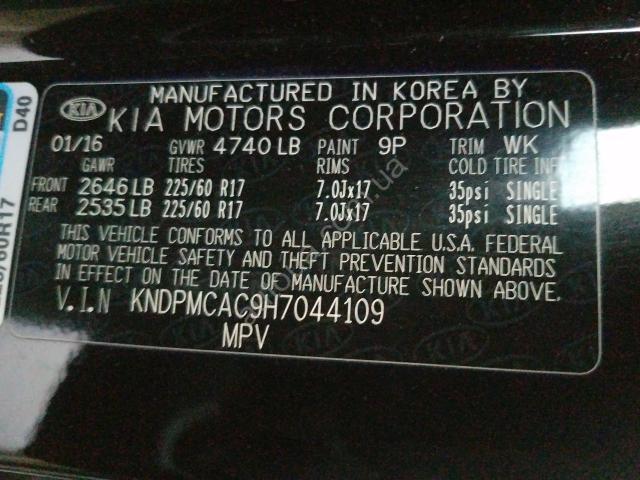 MANUFACTURED IN KOREA BY
KIA KIA MOTORS CORPORATION
01/16 GVWR 4740 LB PAINT 9P TRIM WK
GAWR TIRES RIMS COLD TIRE INF
FRONT 2646 LB 225/60 R17 7.0Jx17 35psi SINGLE
REAR 2535 LB 225/60 R17 7.0Jx17 35psi SINGLE
THIS VEHICLE CONFORMS TO ALL APPLICABLE U.S.A. FEDERAL
MOTOR VEHICLE SAFETY AND THEFT PREVENTION STANDARDS
IN EFFECT ON THE DATE OF MANUFACTURE SHOWN ABOVE.
V.I.N KNDPMCAC9H7044109
MPV
D40